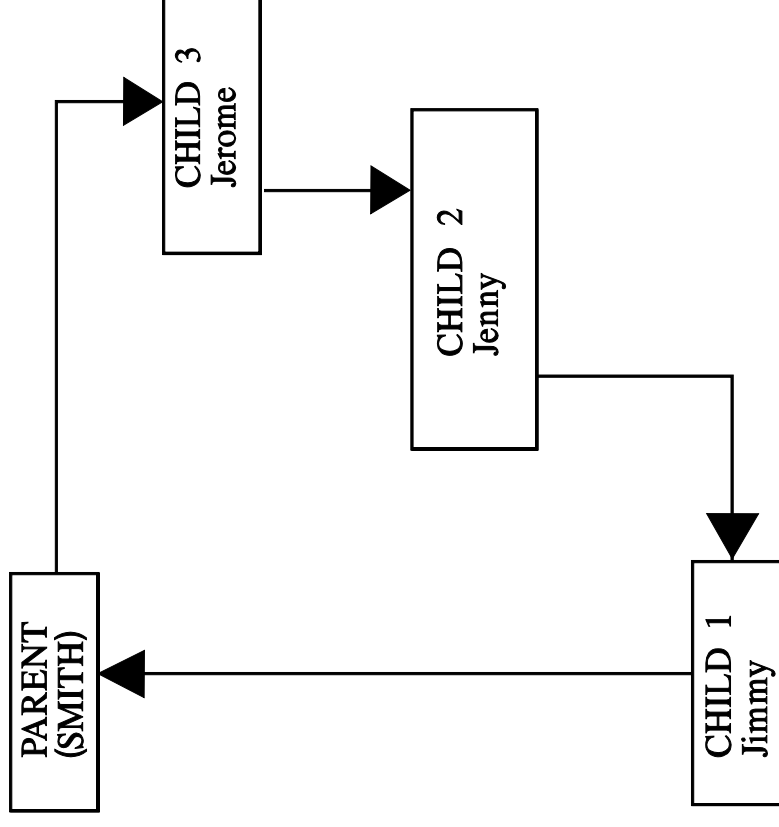 PARENT
(SMITH)
CHILD 1
Jimmy
CHILD 2
Jenny
CHILD 3
Jerome